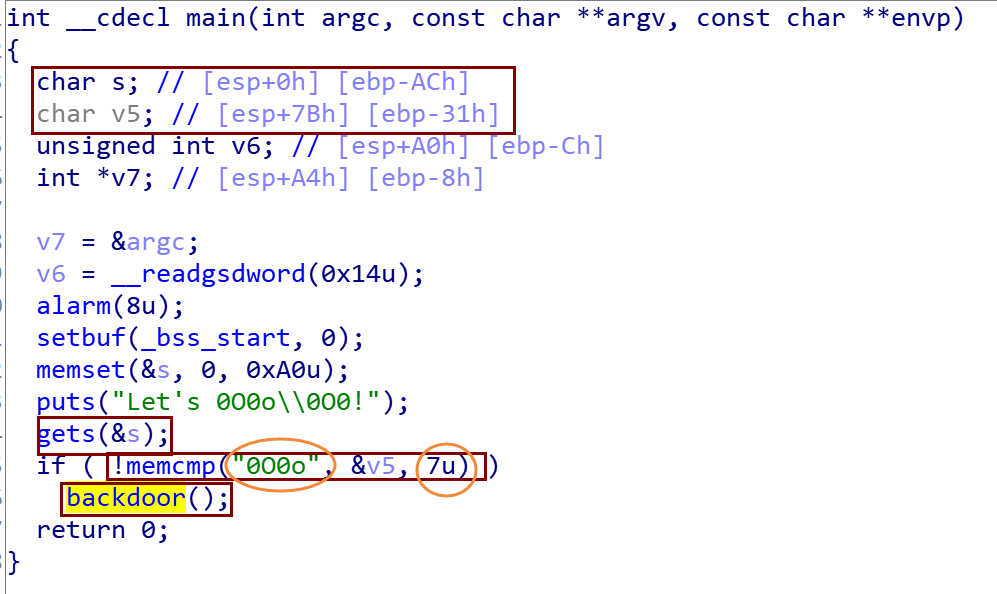 int __cdecl main(int argc, const char **argv, const char **envp)
{
char s; // [esp+0h] [ebp-ACh]
char v5; // [esp+7Bh] [ebp-31h]
unsigned int v6; // [esp+A0h] [ebp-Ch]
int *v7; // [esp+A4h] [ebp-8h]
v7 = &argc;
v6 = __readgsdword(0x14u);
alarm(8u);
setbuf(_bss_start, 0);
memset(&s, 0, 0xA0u);
puts("Let's 0O0o\\0O0!");
gets(&s);
if ( !memcmp("0O0o", &v5, 7u) )
backdoor();
return 0;
}